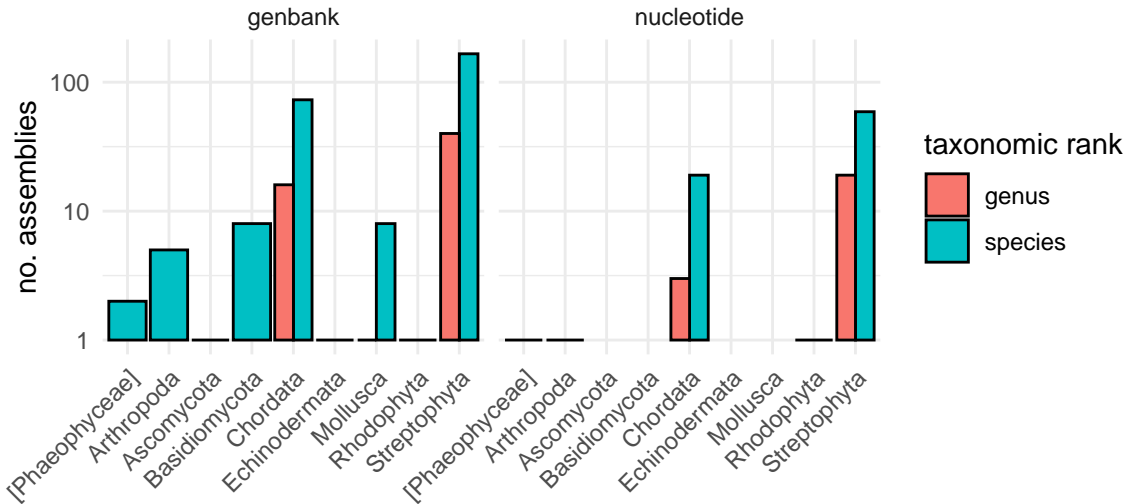 genbank
nucleotide
no. assemblies
100
10
1
[Phaeophyceae]
Arthropoda
Ascomycota
Basidiomycota
Chordata
Echinodermata
Mollusca
Rhodophyta
Streptophyta
[Phaeophyceae]
Arthropoda
Ascomycota
Basidiomycota
Chordata
Echinodermata
Mollusca
Rhodophyta
Streptophyta
taxonomic rank
genus
species